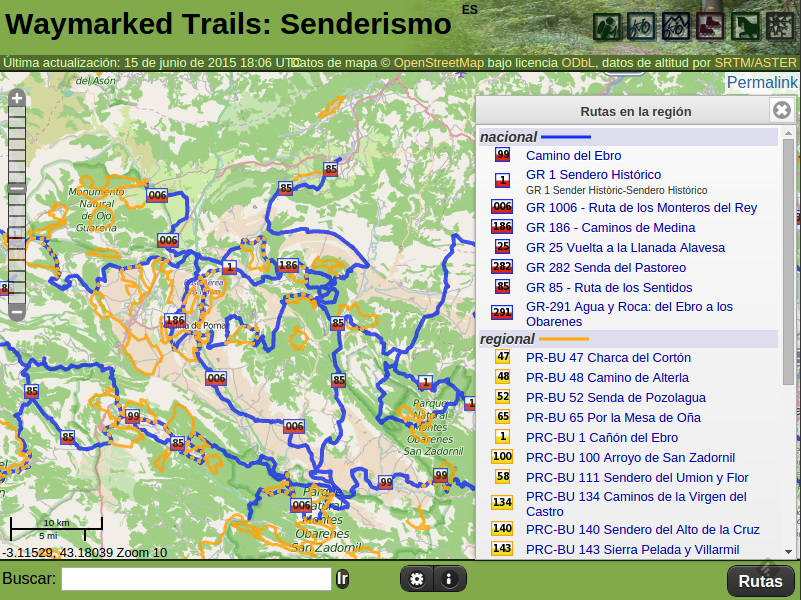 Waymarked Trails: Senderismo
ES
Última actualización: 15 de junio de 2015 18:06 UTC
Datos de mapa © OpenStreetMap bajo licencia ODbL, datos de altitud por SRTM/ASTER
Permalink
del Asón
Rutas en la región
nacional
99 Camino del Ebro
1 GR 1 Sendero Histórico
GR 1 Sender Històric-Sendero Histórico
006 GR 1006 - Ruta de los Monteros del Rey
186 GR 186 - Caminos de Medina
25 GR 25 Vuelta a la Llanada Alavesa
282 GR 282 Senda del Pastoreo
85 GR 85 - Ruta de los Sentidos
291 GR-291 Agua y Roca: del Ebro a los
Obarenes
regional
47 PR-BU 47 Charca del Cortón
48 PR-BU 48 Camino de Alterla
52 PR-BU 52 Senda de Pozolagua
65 PR-BU 65 Por la Mesa de Oña
1 PRC-BU 1 Cañón del Ebro
100 PRC-BU 100 Arroyo de San Zadornil
58 PRC-BU 111 Sendero del Umion y Flor
134 PRC-BU 134 Caminos de la Virgen del
Castro
140 PRC-BU 140 Sendero del Alto de la Cruz
143 PRC-BU 143 Sierra Pelada y Villarmil
85
85
006
Monumento
Natural
de Ojo
Guareña
006
1
186
186
de Pomar
85
006
85
1
85
99
85
85
006
Parque
Natural
Montes
Obarenes
San Zadornil
99
99
006
Parque
Natural
Montes
Obarenes
San Zadornil
10 km
5 mi
-3.11529, 43.18039 Zoom 10
Buscar:
Ir
Rutas